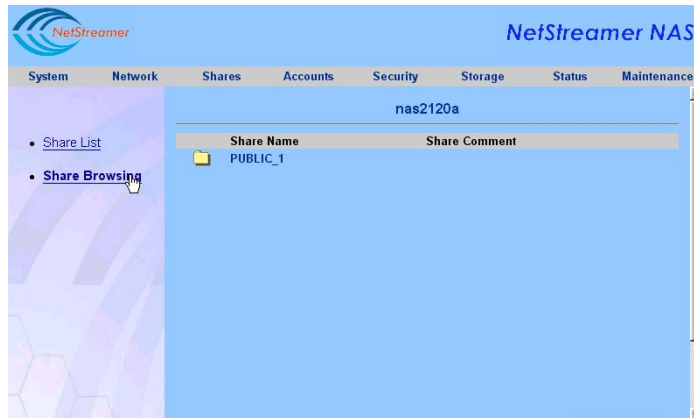 NetStreamer
NetStreamer NAS
System Network Shares Accounts Security Storage Status Maintenance
nas2120a
Share List
Share Browsing
Share Name Share Comment
PUBLIC_1